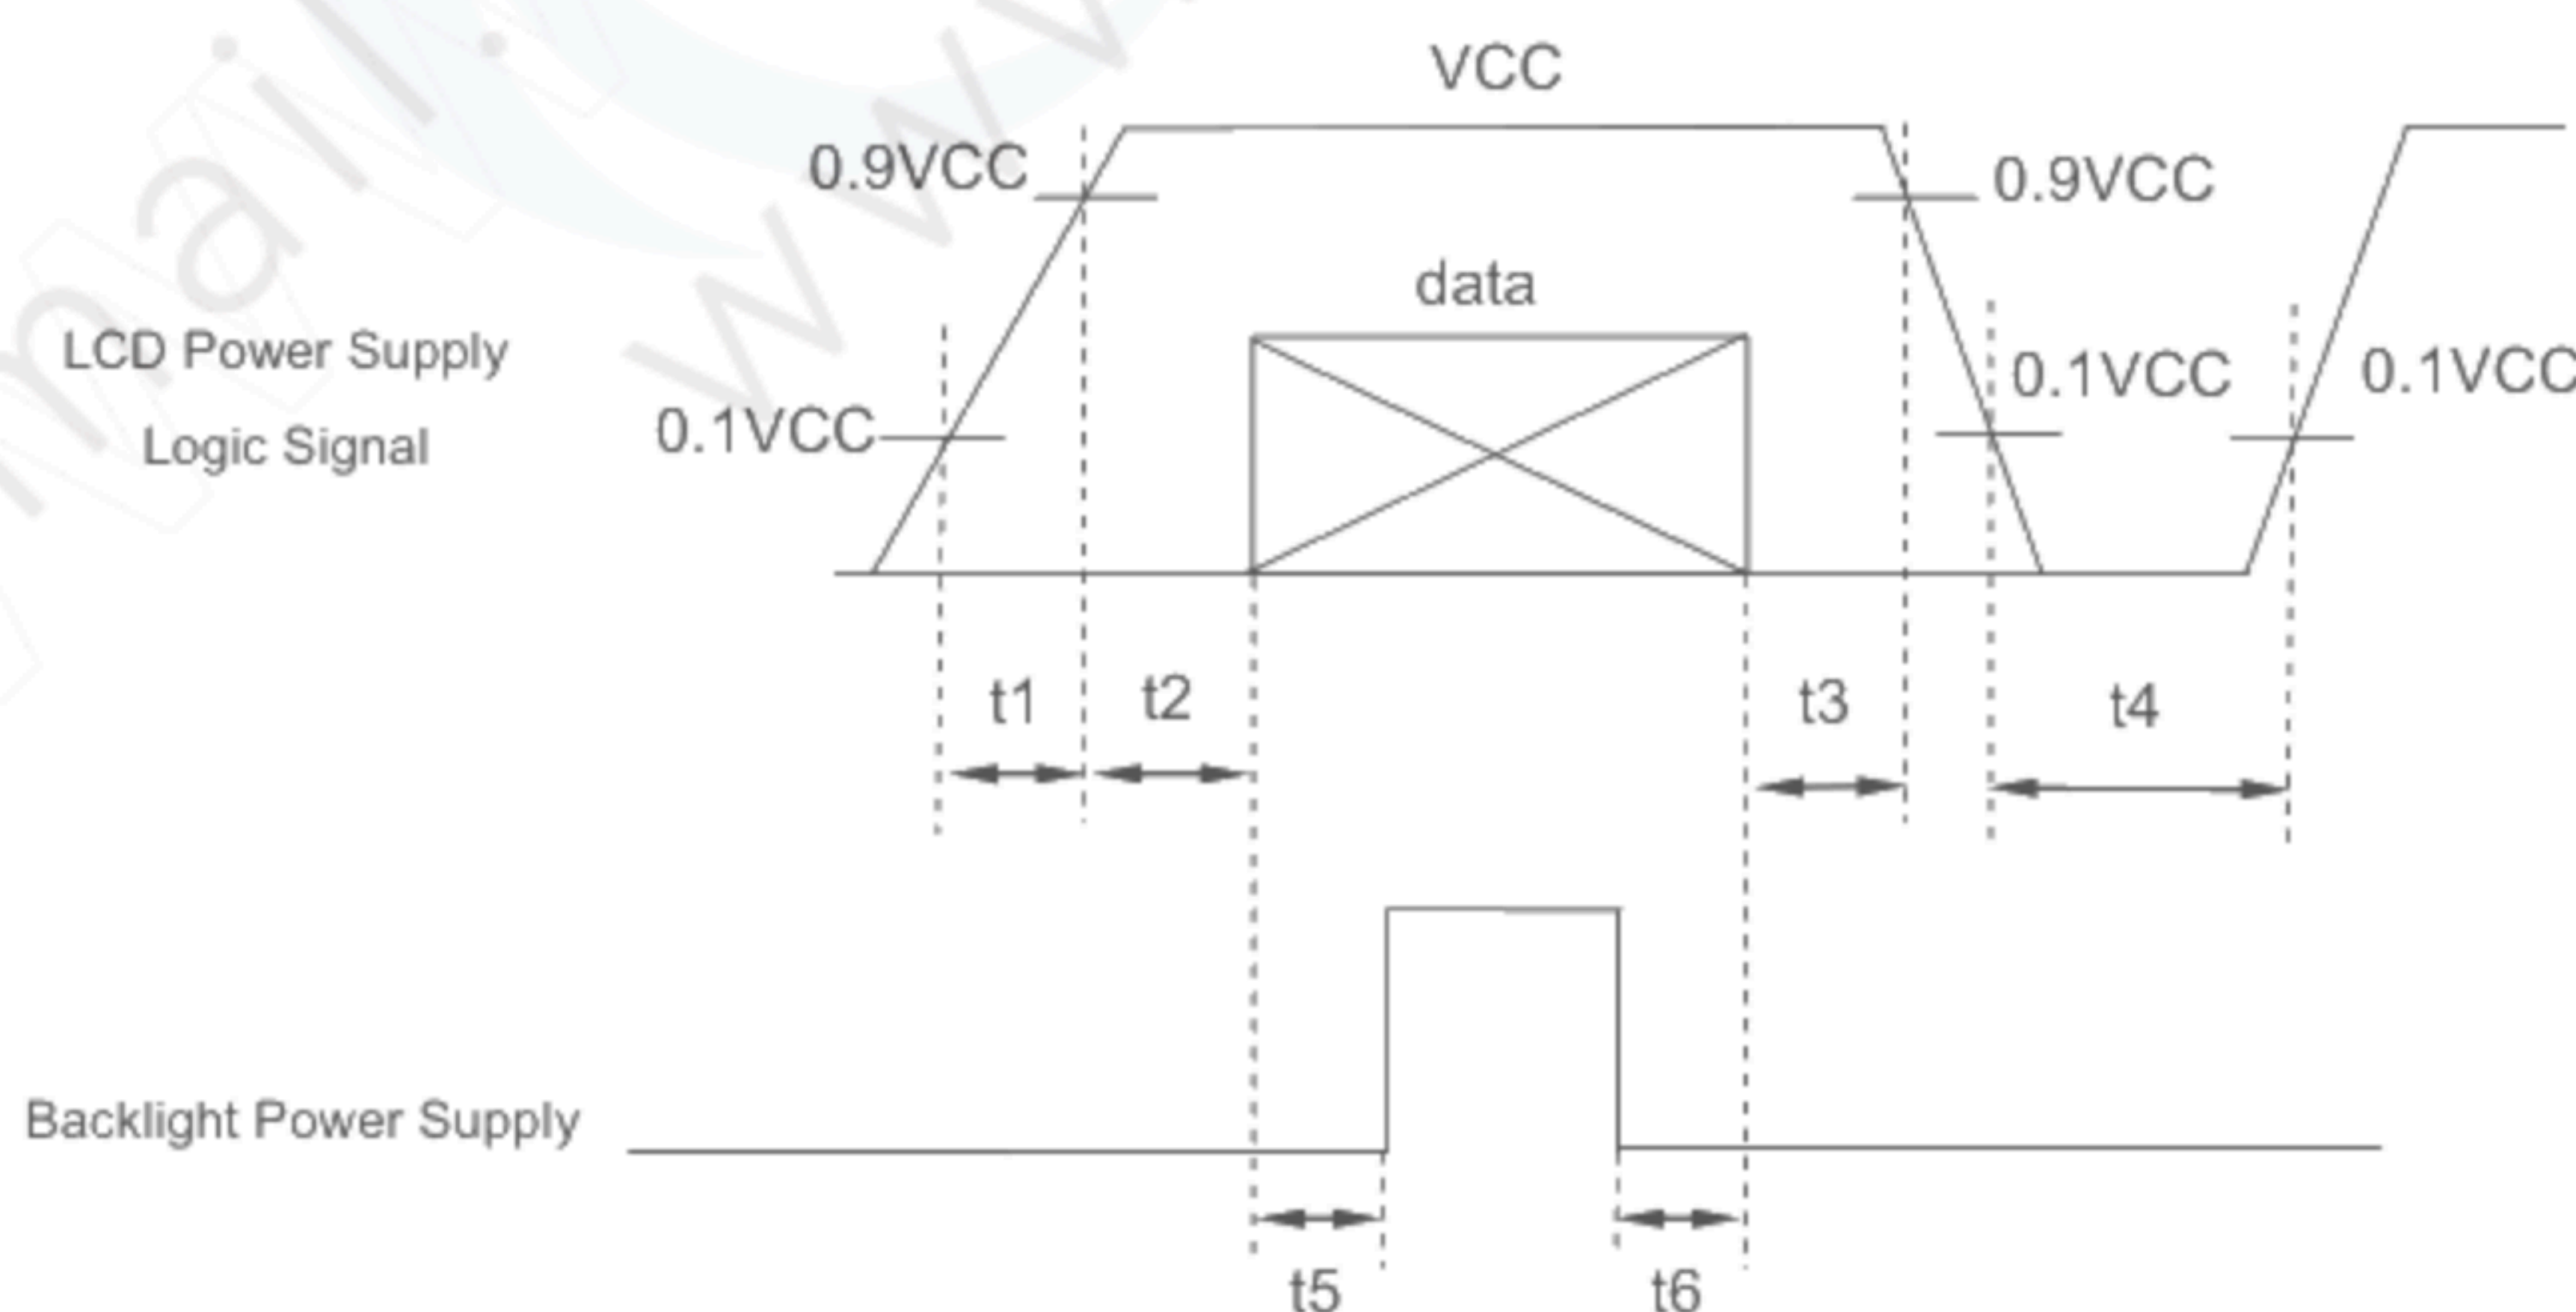 VCC
0.9VCC
0.9VCC
data
LCD Power Supply
0.1VCC
0.1VCC
0.1VCC
Logic Signal
t1
t2
t3
t4
Backlight Power Supply
t5
t6